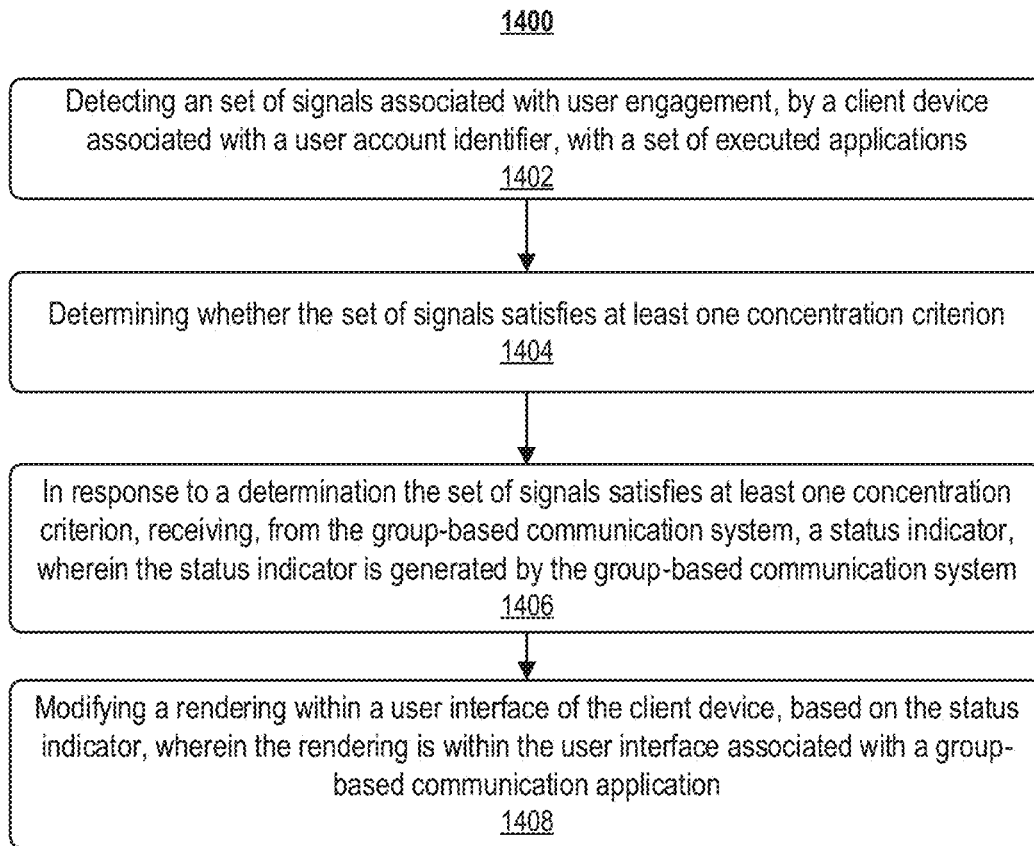 1400
Detecting an set of signals associated with user engagement, by a client device
associated with a user account identifier, with a set of executed applications
1402
Determining whether the set of signals satisfies at least one concentration criterion
1404
In response to a determination the set of signals satisfies at least one concentration
criterion, receiving, from the group-based communication system, a status indicator,
wherein the status indicator is generated by the group-based communication system
1406
Modifying a rendering within a user interface of the client device, based on the status
indicator, wherein the rendering is within the user interface associated with a group-
based communication application
1408